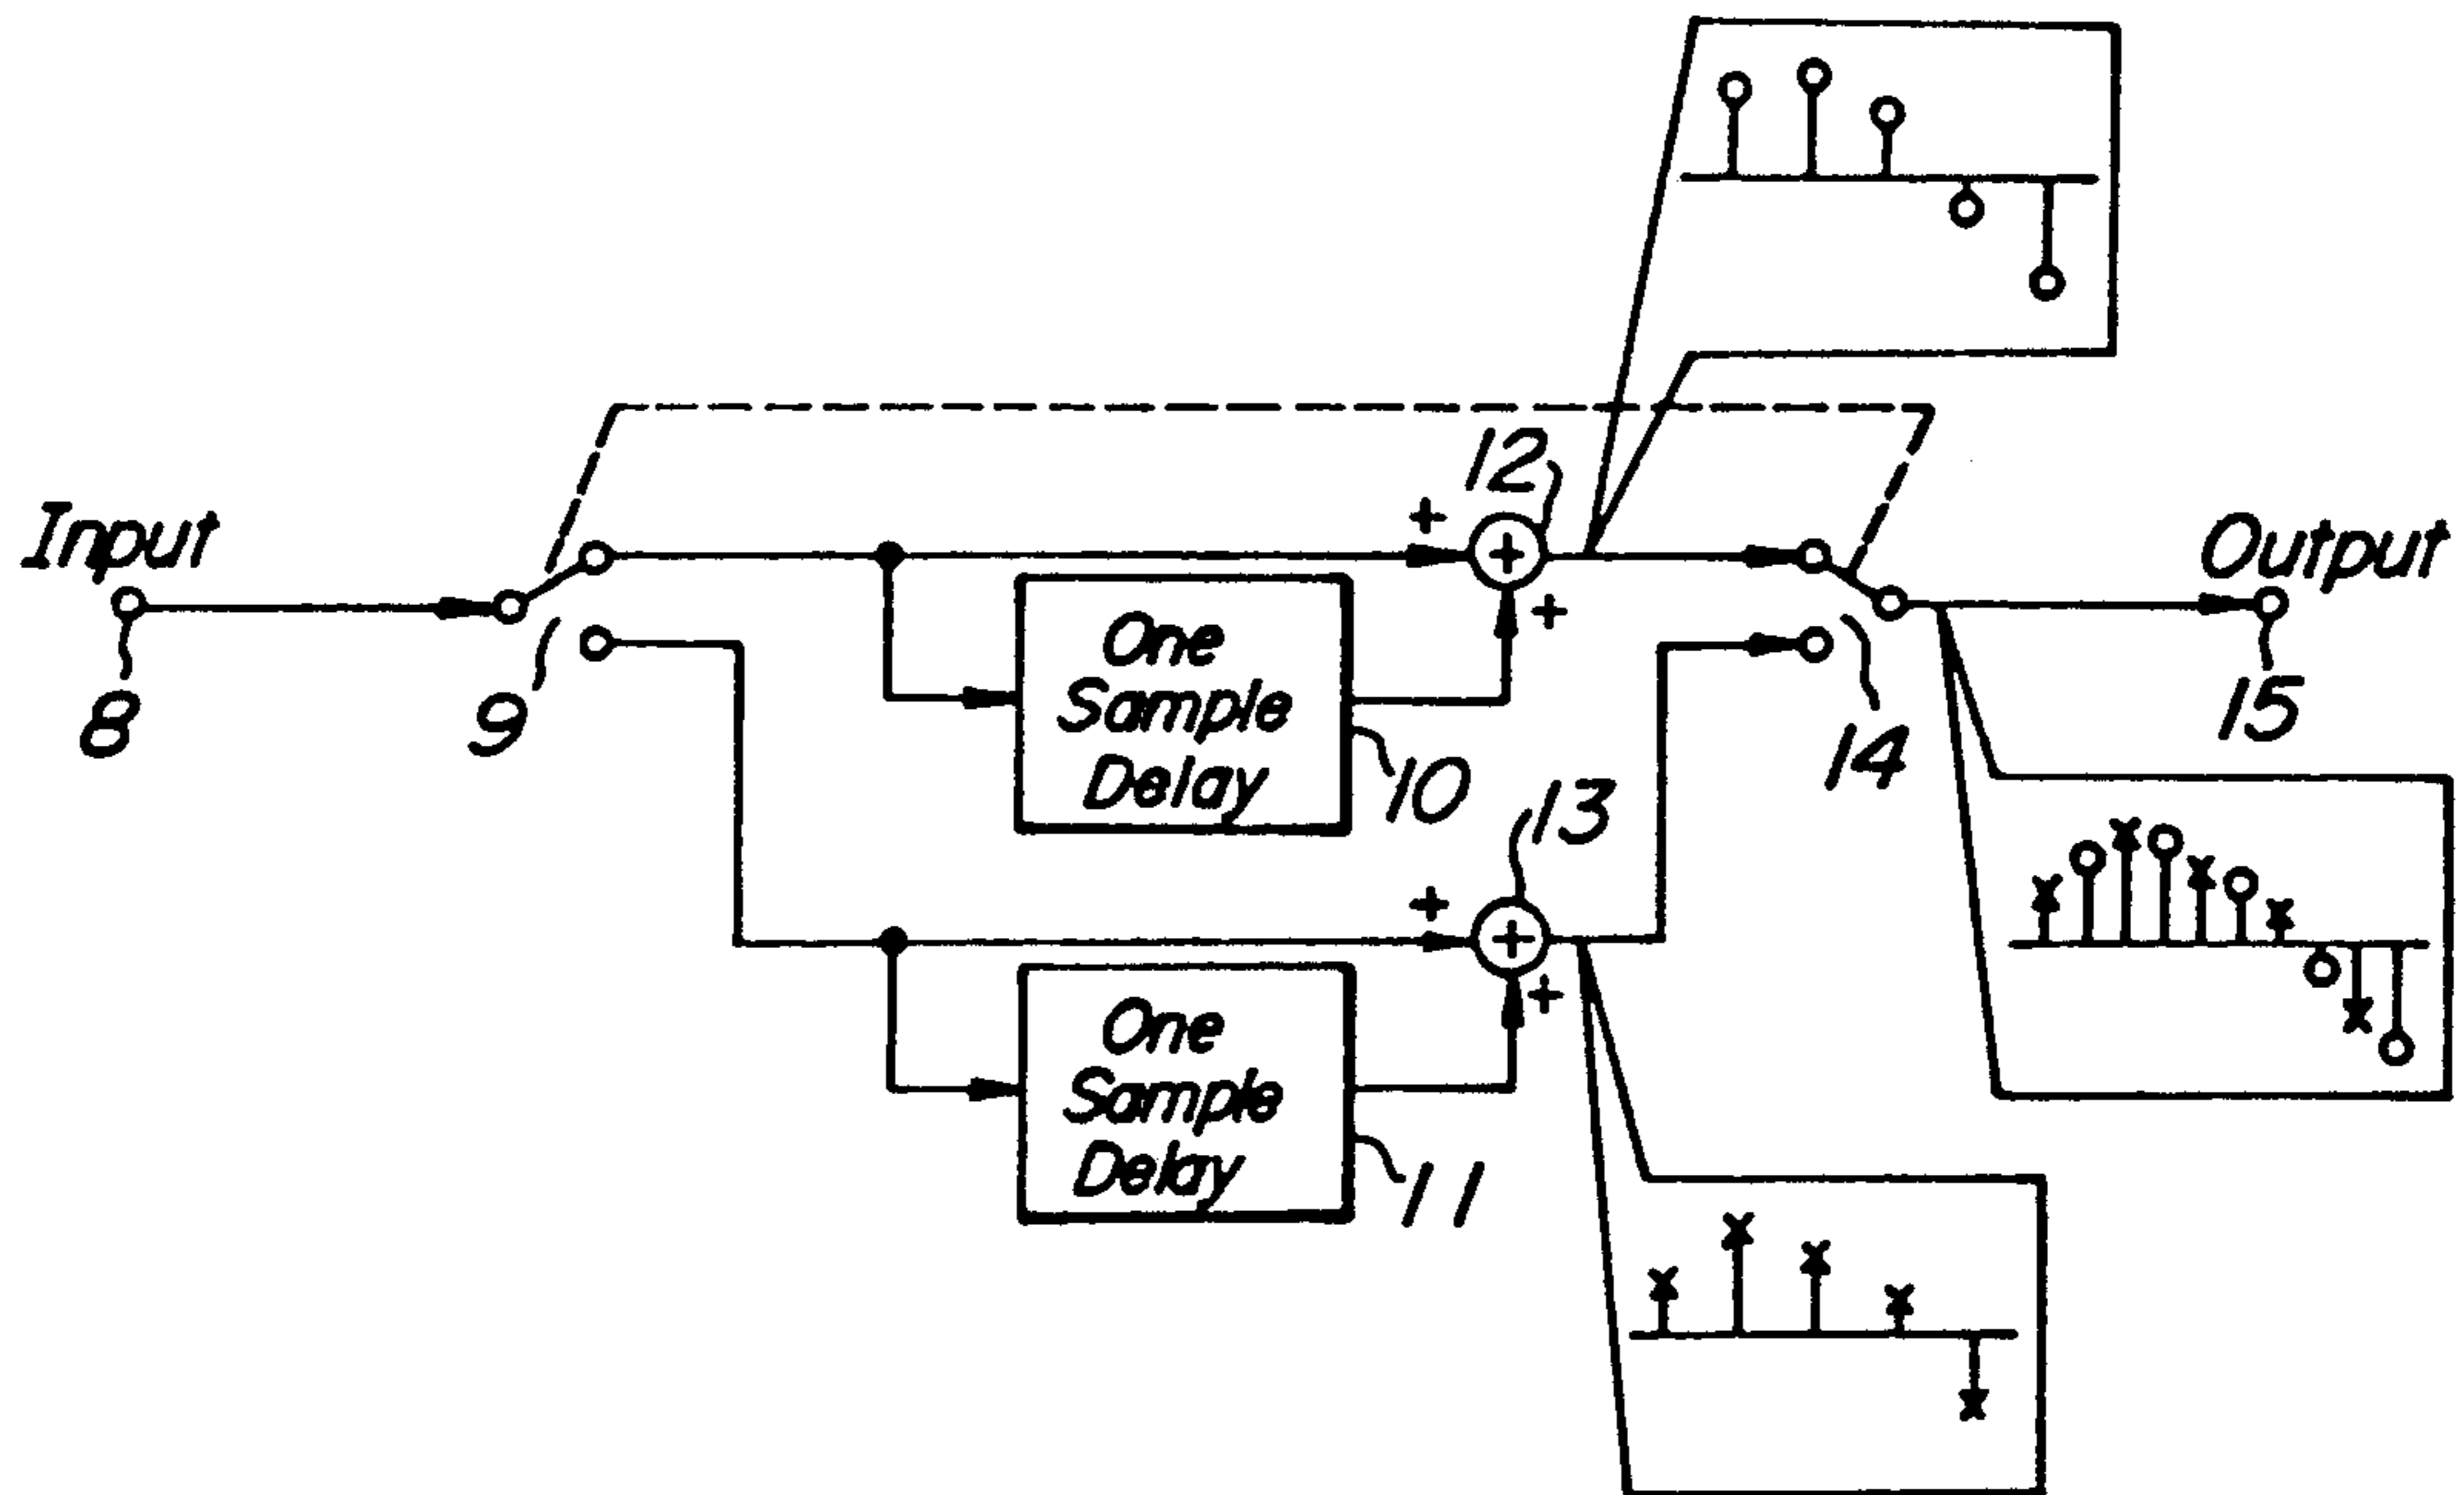 Input
8
9
12
+
+
+
One
Sample
Delay
10
14
Output
15
13
+
+
+
One
Sample
Delay
11